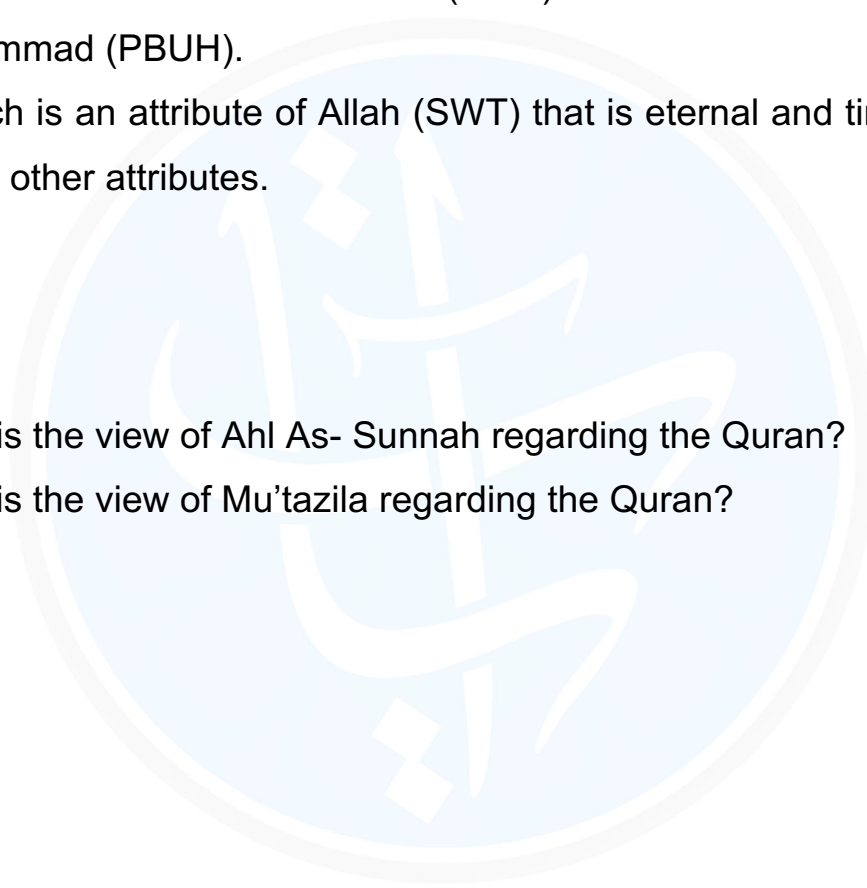 mmad (PBUH).
ch is an attribute of Allah (SWT) that is eternal and
other attributes.
is the view of Ahl As- Sunnah regarding the Quran?
is the view of Mu’tazila regarding the Quran?